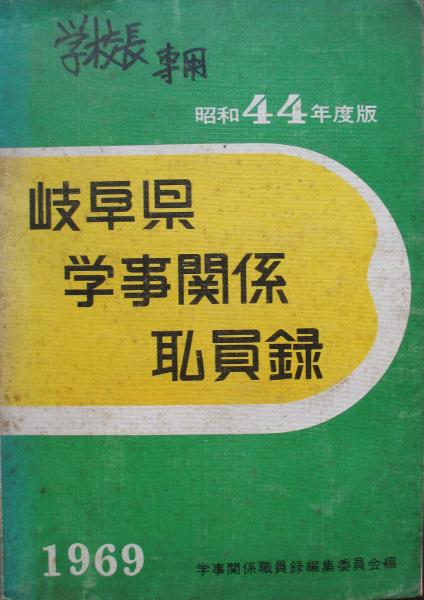 学校長 専用
昭和44年度版
岐阜県
学事関係
耺員録
1969
学事関係職員録編集委員会編